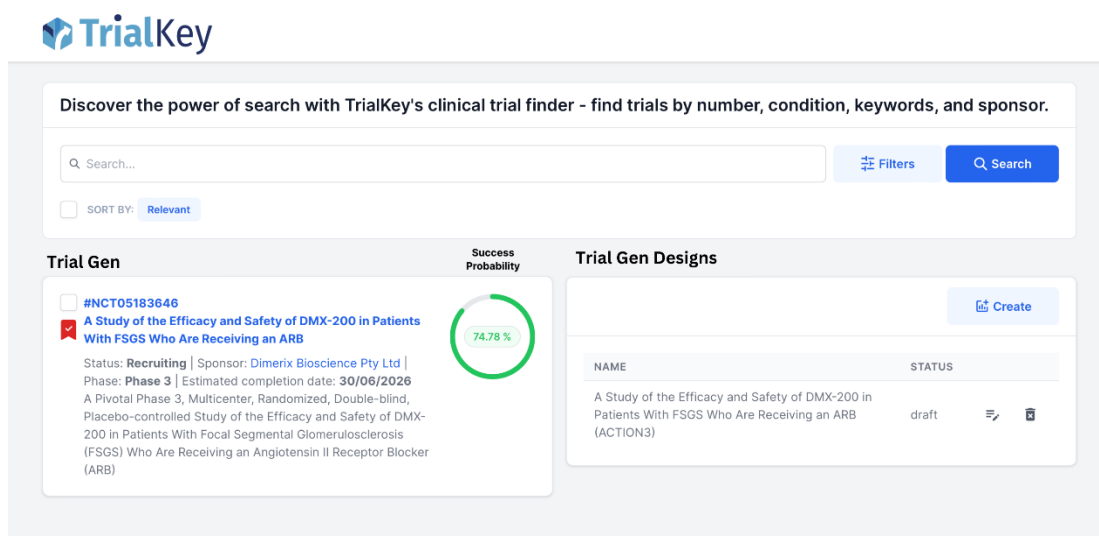 TrialKey
Discover the power of search with TrialKey's clinical trial finder - find trials by number, condition, keywords, and sponsor.
Search...
Filters
Search
SORT BY: Relevant
Trial Gen
Success
Probability
#NCT05183646
A Study of the Efficacy and Safety of DMX-200 in Patients
With FSGS Who Are Receiving an ARB
74.78 %
Status: Recruiting | Sponsor: Dimerix Bioscience Pty Ltd |
Phase: Phase 3 | Estimated completion date: 30/06/2026
A Pivotal Phase 3, Multicenter, Randomized, Double-blind,
Placebo-controlled Study of the Efficacy and Safety of DMX-
200 in Patients With Focal Segmental Glomerulosclerosis
(FSGS) Who Are Receiving an Angiotensin II Receptor Blocker
(ARB)
Trial Gen Designs
Create
NAME STATUS
A Study of the Efficacy and Safety of DMX-200 in
Patients With FSGS Who Are Receiving an ARB draft
(ACTION3)